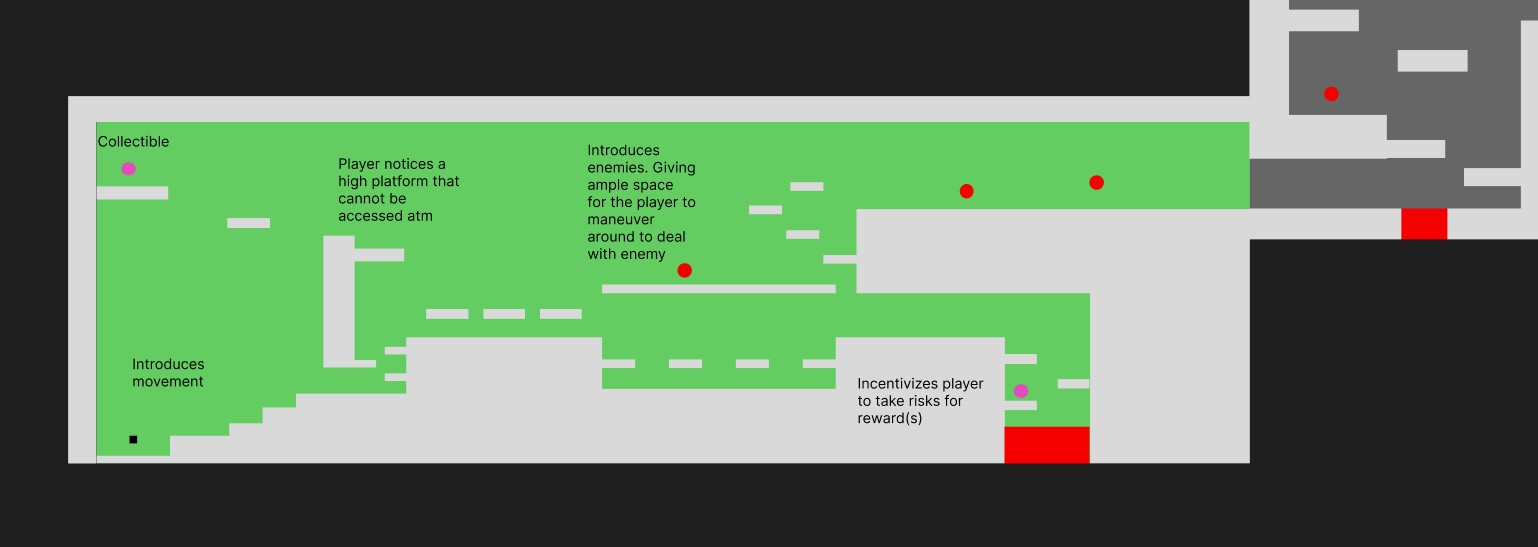 Collectible
Player notices a
high platform that
cannot be
accessed atm
Introduces
enemies. Giving
ample space
for the player to
maneuver
around to deal
with enemy
Introduces
movement
Incentivizes player
to take risks for
reward(s)